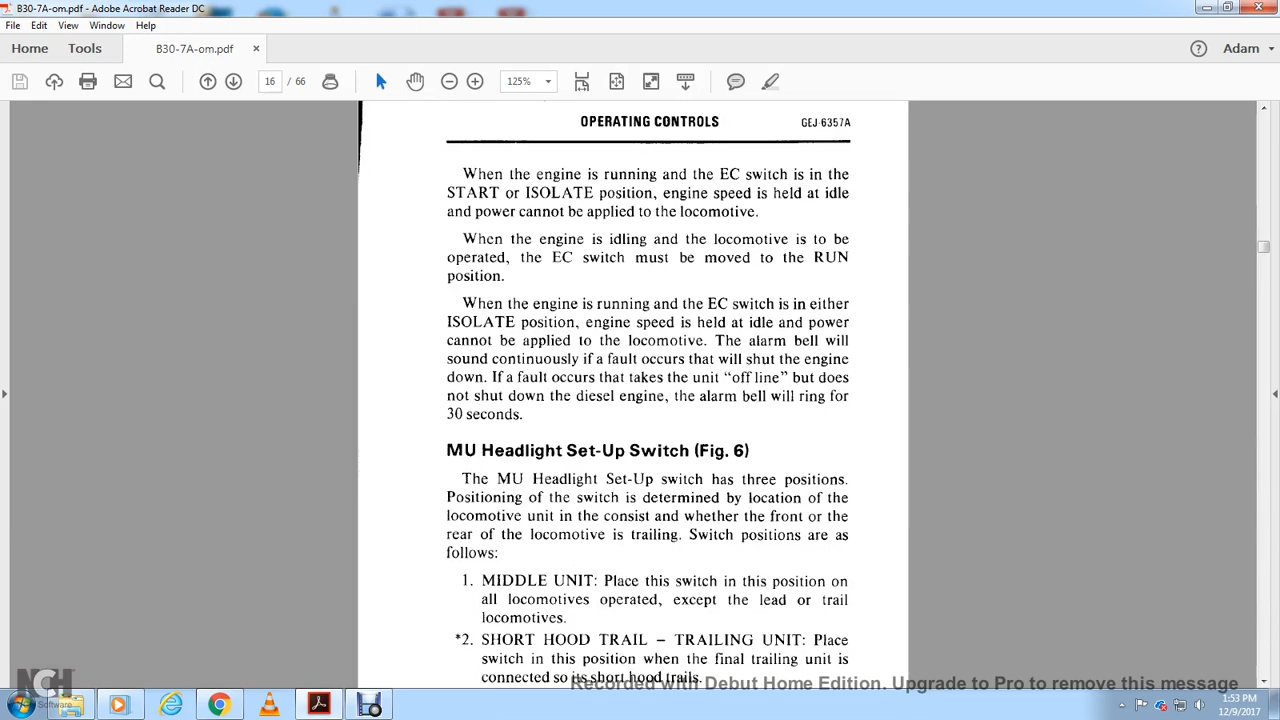 B30-7A-om.pdf - Adobe Acrobat Reader DC
File Edit View Window Help
Home Tools B30-7A-om.pdf × ? Adam
16 / 66 125%
OPERATING CONTROLS GEJ-6357A
When the engine is running and the EC switch is in the
START or ISOLATE position, engine speed is held at idle
and power cannot be applied to the locomotive.
When the engine is idling and the locomotive is to be
operated, the EC switch must be moved to the RUN
position.
When the engine is running and the EC switch is in either
ISOLATE position, engine speed is held at idle and power
cannot be applied to the locomotive. The alarm bell will
sound continuously if a fault occurs that will shut the engine
down. If a fault occurs that takes the unit “off line” but does
not shut down the diesel engine, the alarm bell will ring for
30 seconds.
MU Headlight Set-Up Switch (Fig. 6)
The MU Headlight Set-Up switch has three positions.
Positioning of the switch is determined by location of the
locomotive unit in the consist and whether the front or the
rear of the locomotive is trailing. Switch positions are as
follows:
1. MIDDLE UNIT: Place this switch in this position on
all locomotives operated, except the lead or trail
locomotives.
*2. SHORT HOOD TRAIL – TRAILING UNIT: Place
switch in this position when the final trailing unit is
connected so its short hood trails.
Recorded with Debut Home Edition. Upgrade to Pro to remove this message
NCH
Software
1:53 PM
12/9/2017